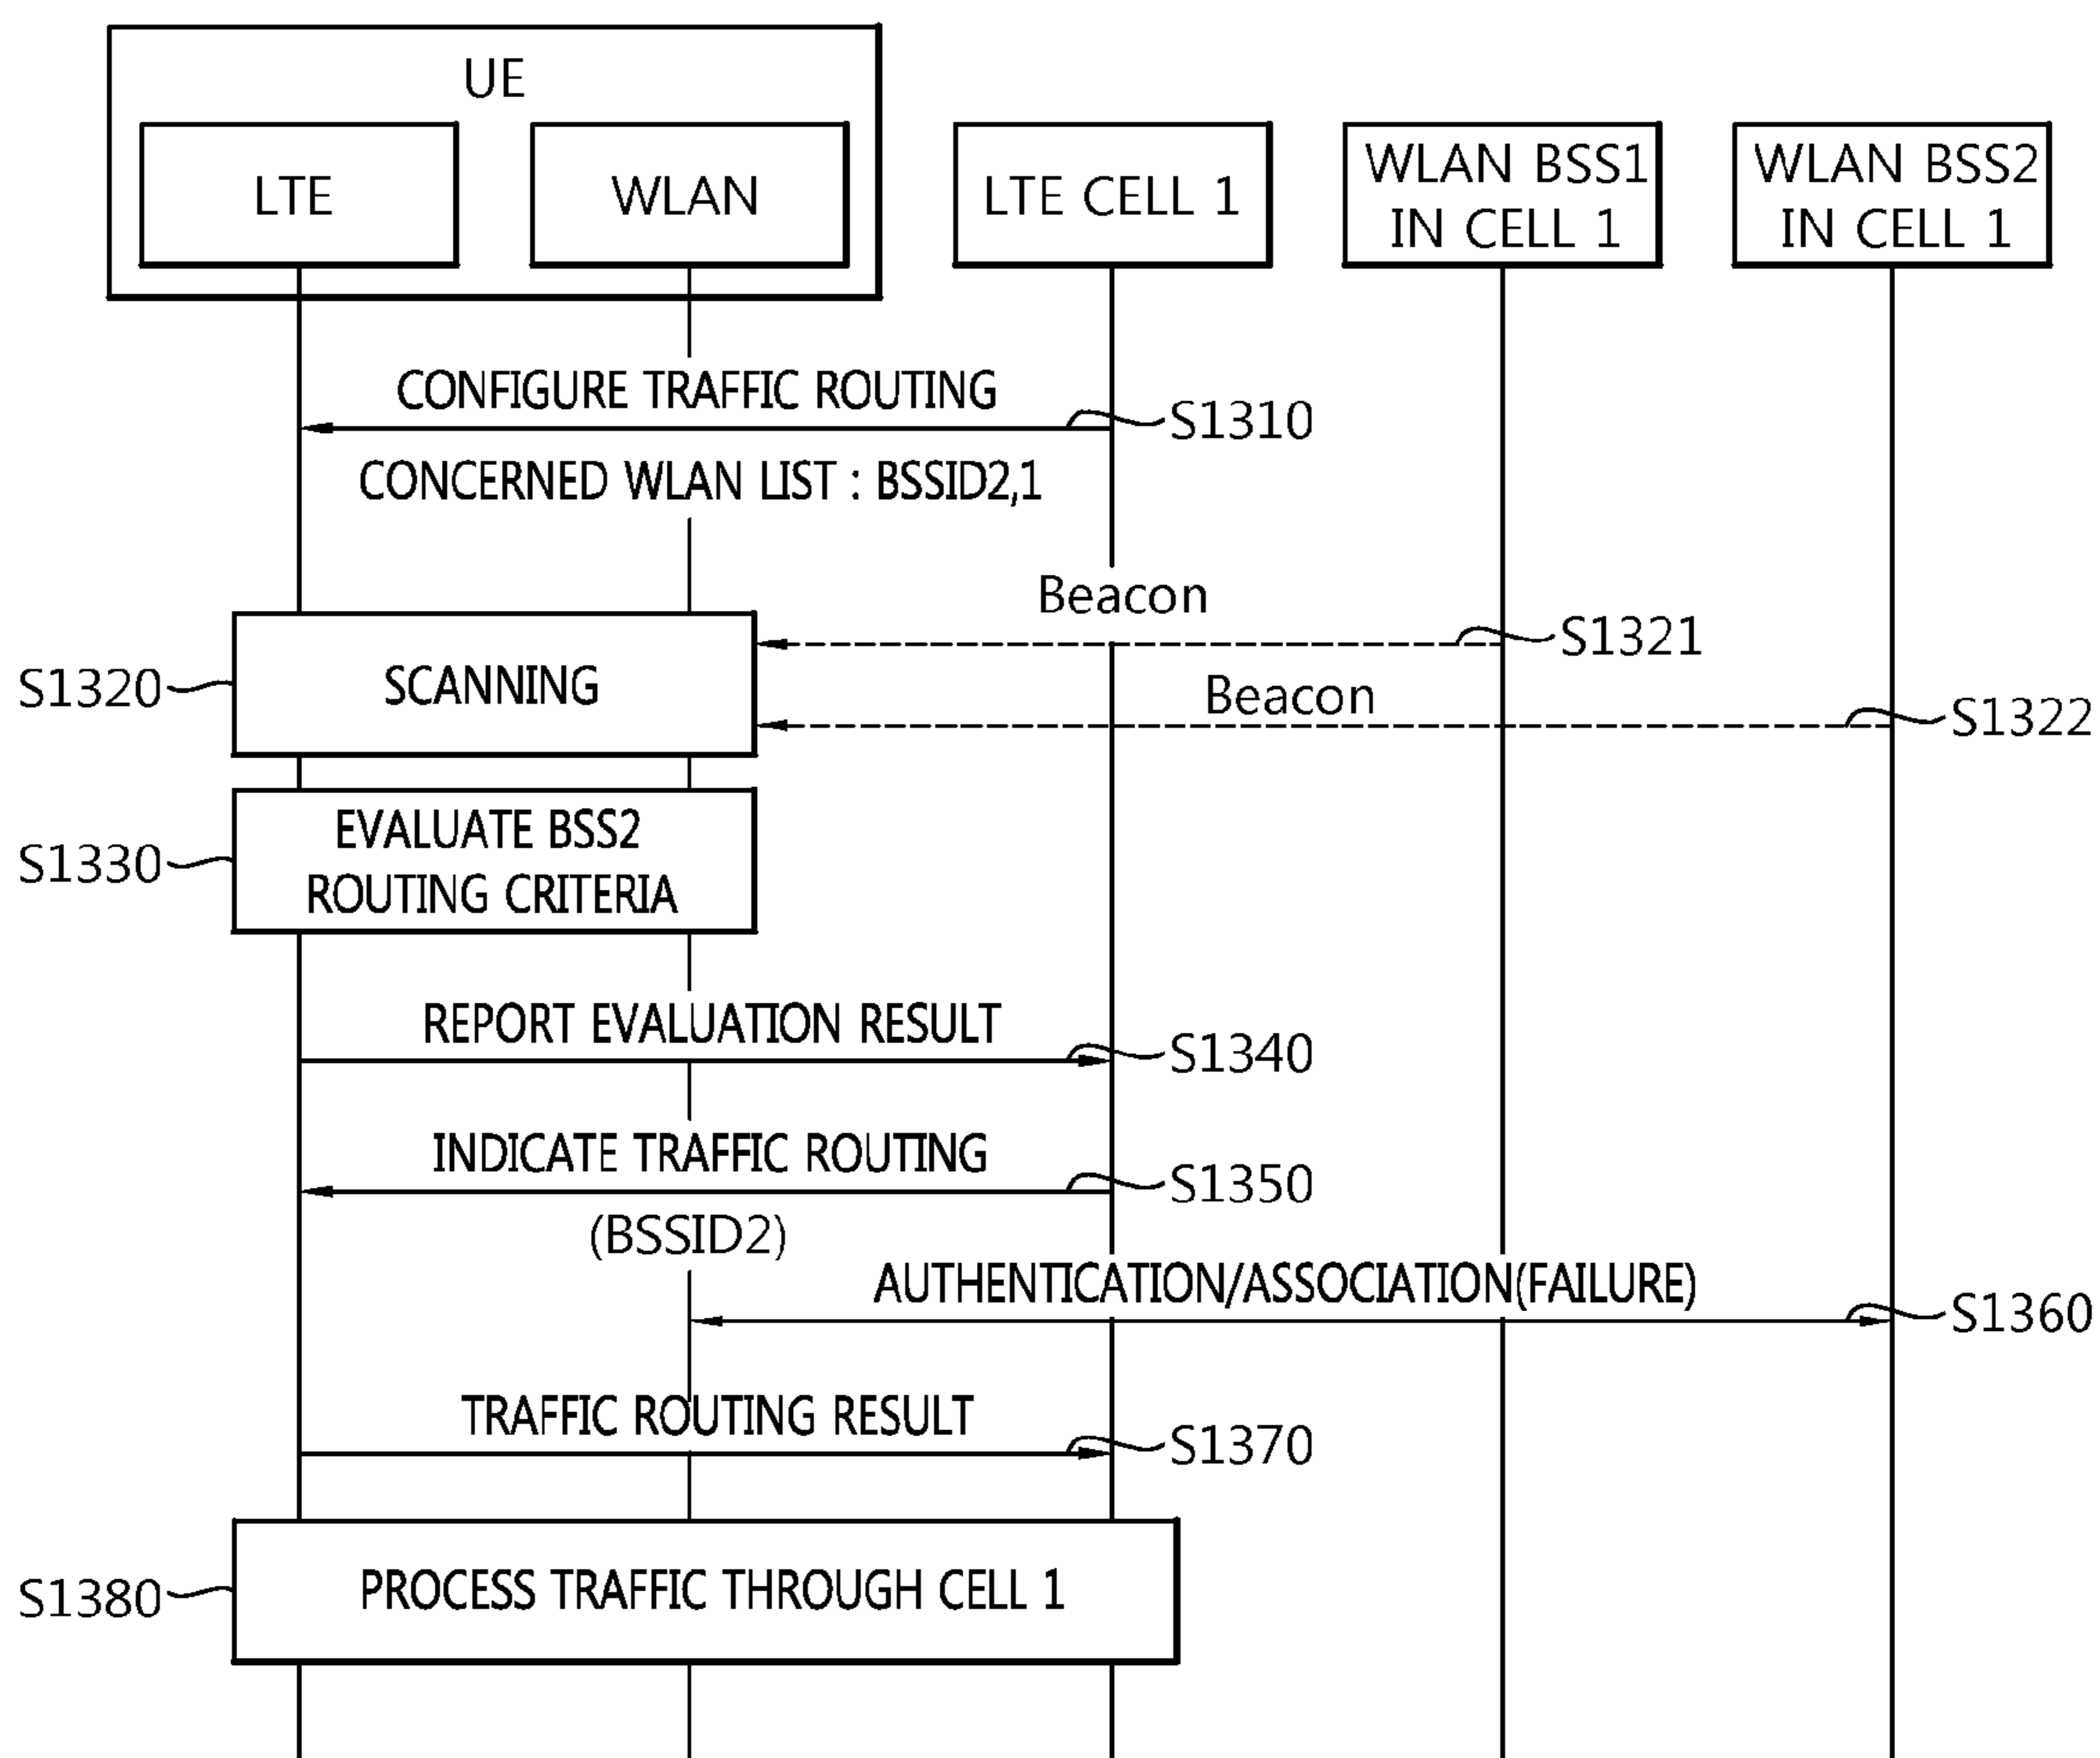 UE
LTE
WLAN
LTE CELL 1
WLAN BSS1
IN CELL 1
WLAN BSS2
IN CELL 1
CONFIGURE TRAFFIC ROUTING
S1310
CONCERNED WLAN LIST : BSSID2,1
Beacon
S1321
S1320
SCANNING
Beacon
S1322
EVALUATE BSS2
ROUTING CRITERIA
S1330
REPORT EVALUATION RESULT
S1340
INDICATE TRAFFIC ROUTING
S1350
(BSSID2)
AUTHENTICATION/ASSOCIATION(FAILURE)
S1360
TRAFFIC ROUTING RESULT
S1370
S1380
PROCESS TRAFFIC THROUGH CELL 1